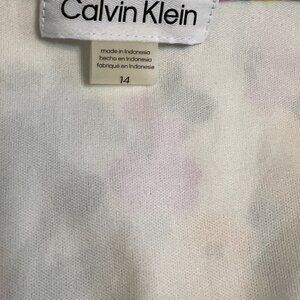 Calvin Klein
made in Indonesia
hecho en Indonesia
fabriqué en Indonésie
14